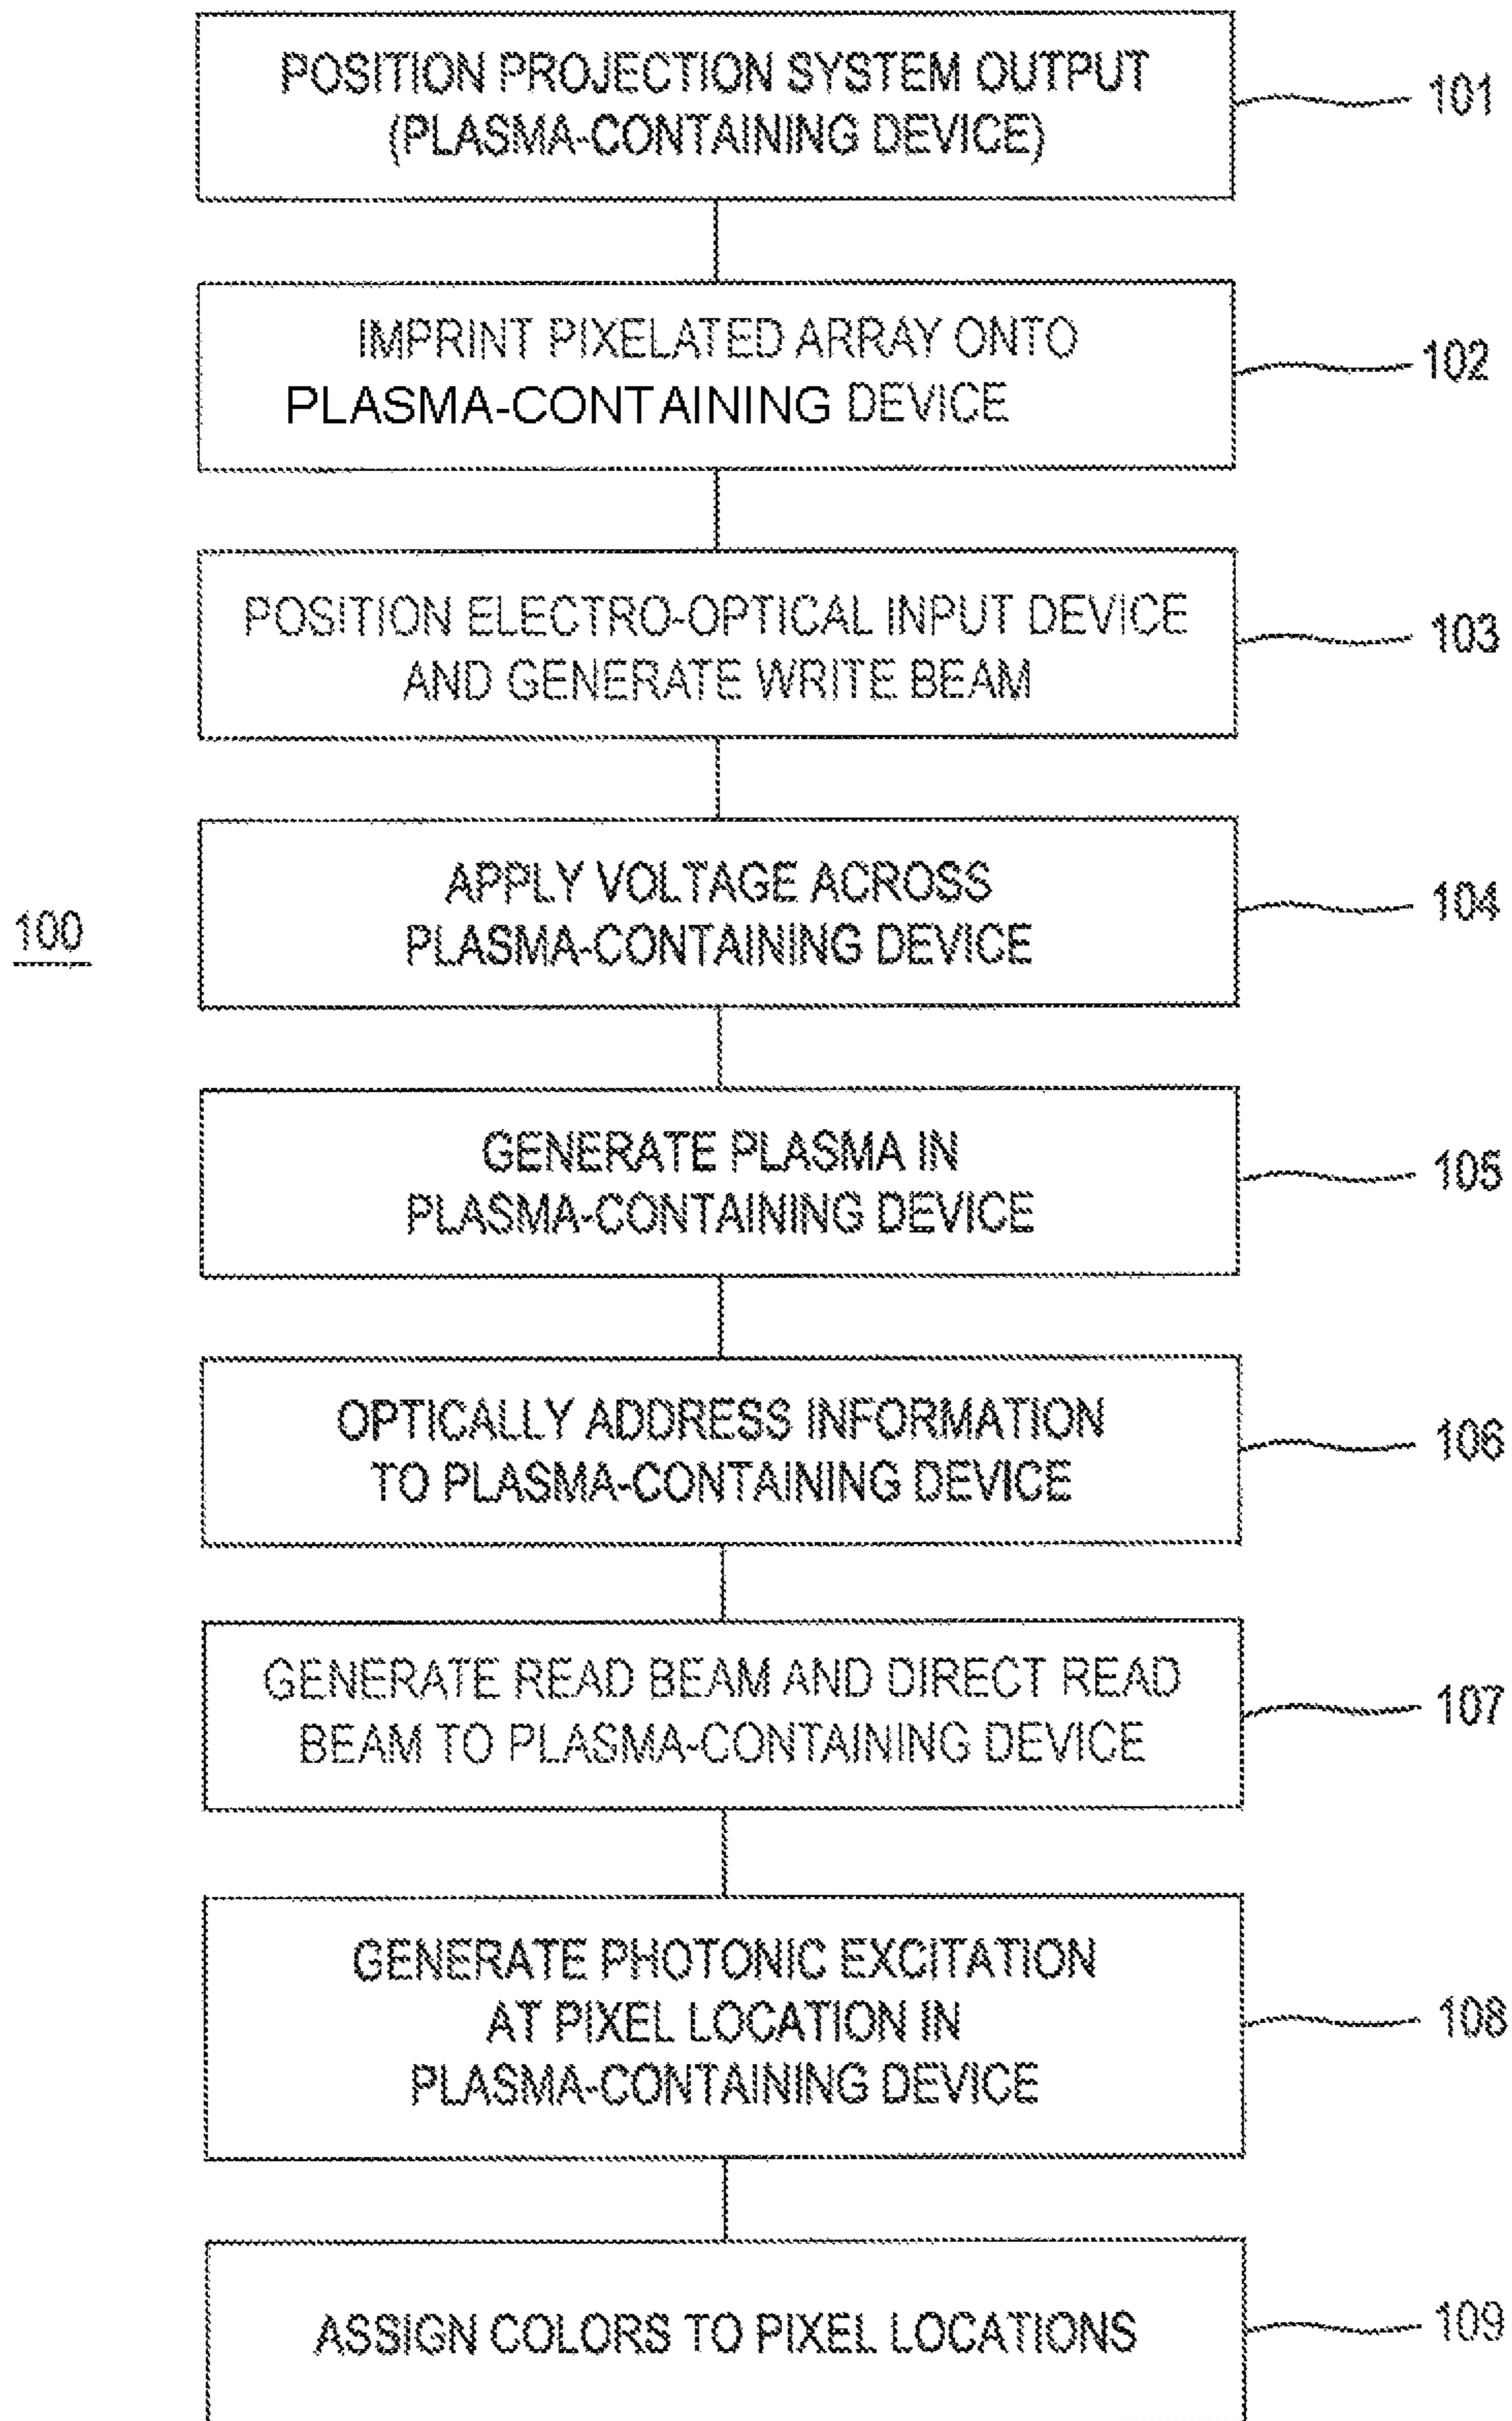 POSITION PROJECTION SYSTEM OUTPUT
(PLASMA-CONTAINING DEVICE)
101
IMPRINT PIXELATED ARRAY ONTO
PLASMA-CONTAINING DEVICE
102
POSITION ELECTRO-OPTICAL INPUT DEVICE
AND GENERATE WRITE BEAM
103
APPLY VOLTAGE ACROSS
PLASMA-CONTAINING DEVICE
104
100
GENERATE PLASMA IN
PLASMA-CONTAINING DEVICE
105
OPTICALLY ADDRESS INFORMATION
TO PLASMA-CONTAINING DEVICE
106
GENERATE READ BEAM AND DIRECT READ
BEAM TO PLASMA-CONTAINING DEVICE
107
GENERATE PHOTONIC EXCITATION
AT PIXEL LOCATION IN
PLASMA-CONTAINING DEVICE
108
ASSIGN COLORS TO PIXEL LOCATIONS
109